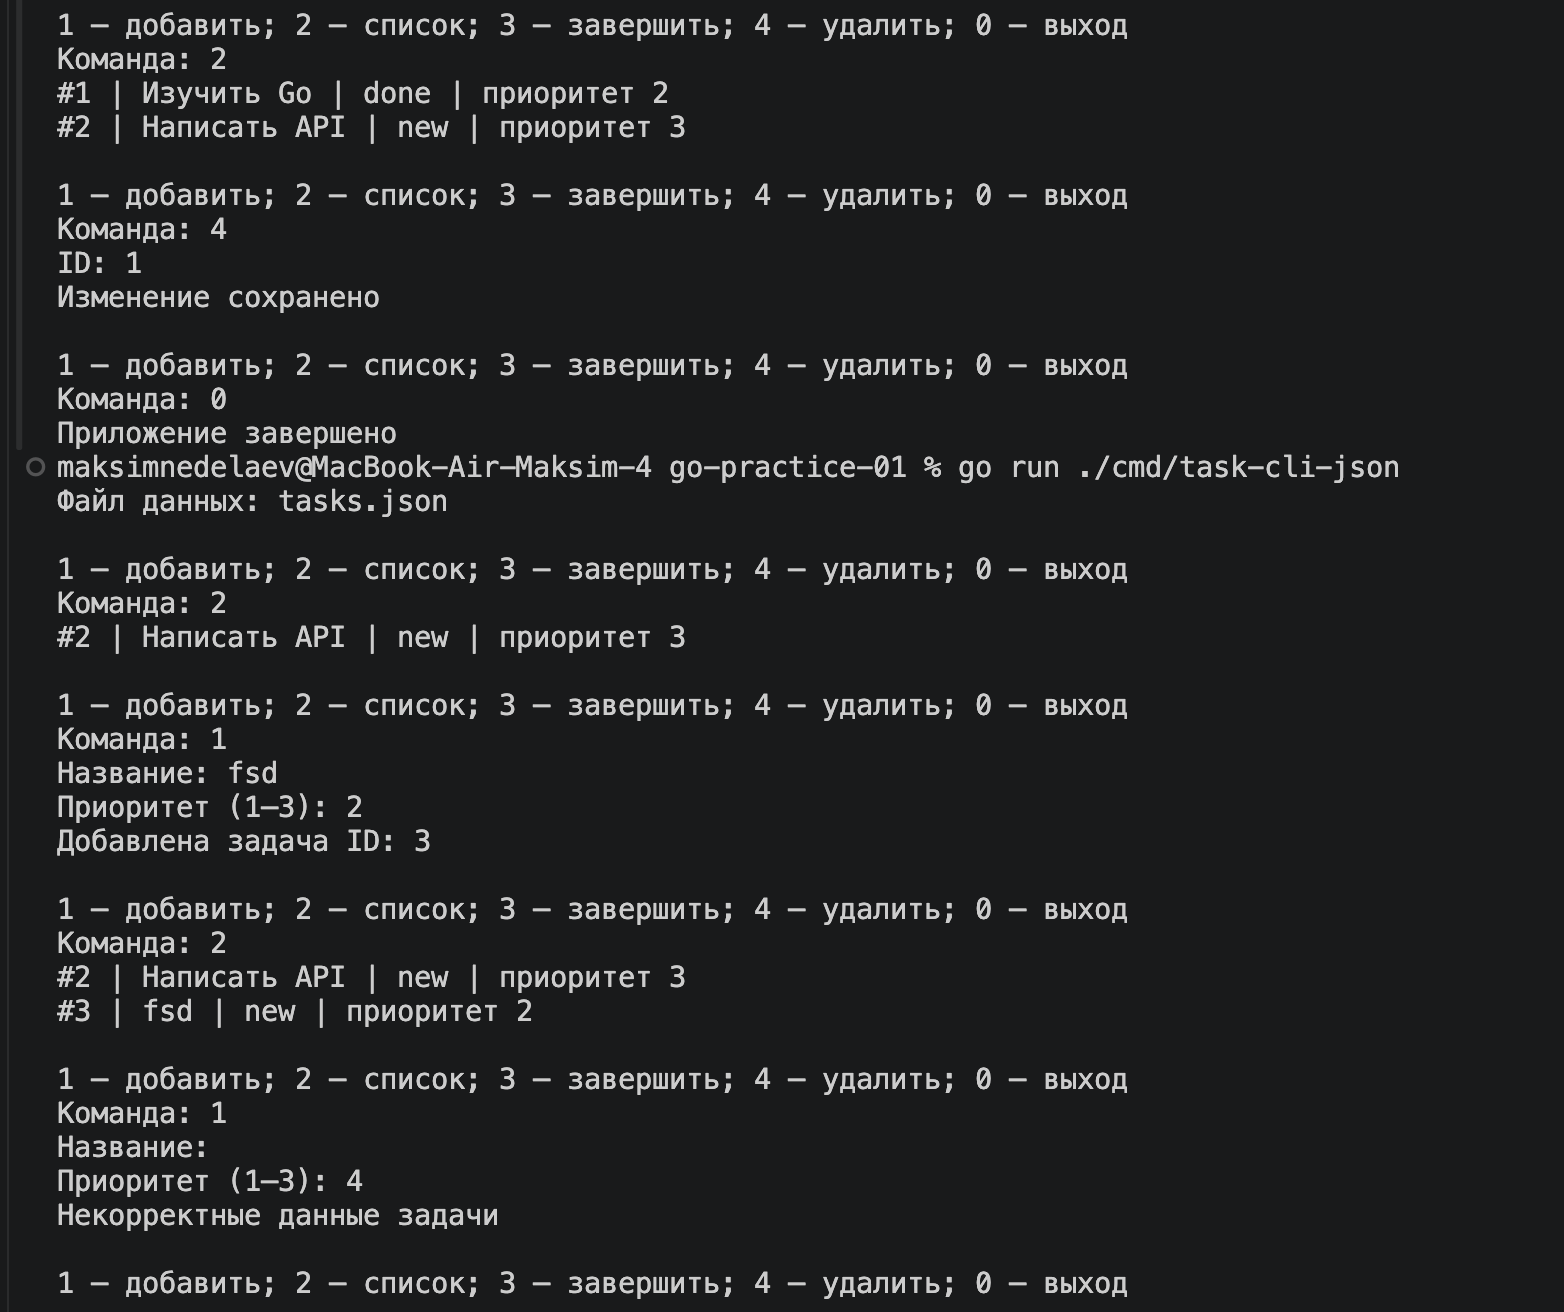 1 — добавить; 2 — список; 3 — завершить; 4 — удалить; 0 — выход
Команда: 2
#1 | Изучить Go | done | приоритет 2
#2 | Написать API | new | приоритет 3
1 — добавить; 2 — список; 3 — завершить; 4 — удалить; 0 — выход
Команда: 4
ID: 1
Изменение сохранено
1 — добавить; 2 — список; 3 — завершить; 4 — удалить; 0 — выход
Команда: 0
Приложение завершено
maksimnedelaev@MacBook-Air-Maksim-4 go-practice-01 % go run ./cmd/task-cli-json
Файл данных: tasks.json
1 — добавить; 2 — список; 3 — завершить; 4 — удалить; 0 — выход
Команда: 2
#2 | Написать API | new | приоритет 3
1 — добавить; 2 — список; 3 — завершить; 4 — удалить; 0 — выход
Команда: 1
Название: fsd
Приоритет (1–3): 2
Добавлена задача ID: 3
1 — добавить; 2 — список; 3 — завершить; 4 — удалить; 0 — выход
Команда: 2
#2 | Написать API | new | приоритет 3
#3 | fsd | new | приоритет 2
1 — добавить; 2 — список; 3 — завершить; 4 — удалить; 0 — выход
Команда: 1
Название:
Приоритет (1–3): 4
Некорректные данные задачи
1 — добавить; 2 — список; 3 — завершить; 4 — удалить; 0 — выход